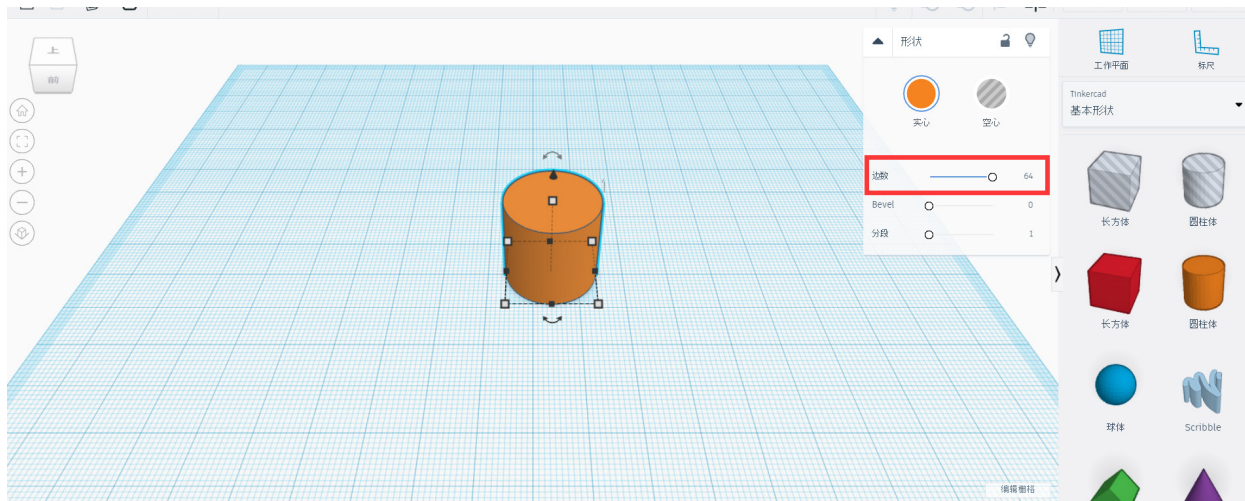 上
前
形状
实心
空心
边数 64
Bevel 0
分段 1
编辑栅格
工作平面
标尺
Tinkercad
基本形状
长方体
圆柱体
长方体
圆柱体
球体
Scribble